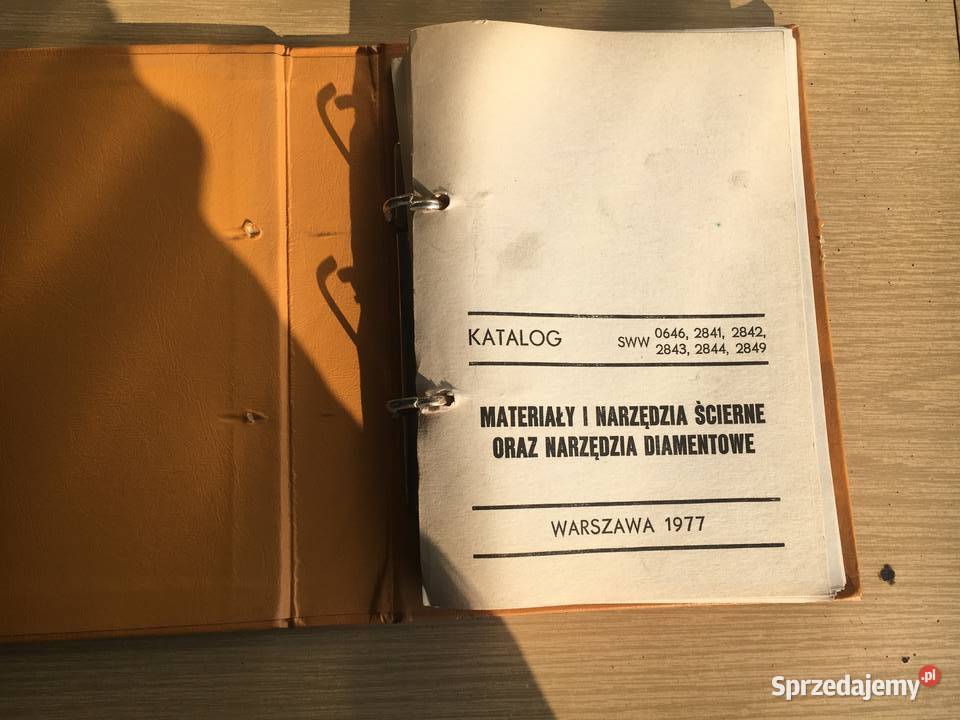 KATALOG SWW 0646, 2841, 2842,
2843, 2844, 2849
MATERIAŁY I NARZĘDZIA ŚCIERNE
ORAZ NARZĘDZIA DIAMENTOWE
WARSZAWA 1977
Sprzedajemy.pl